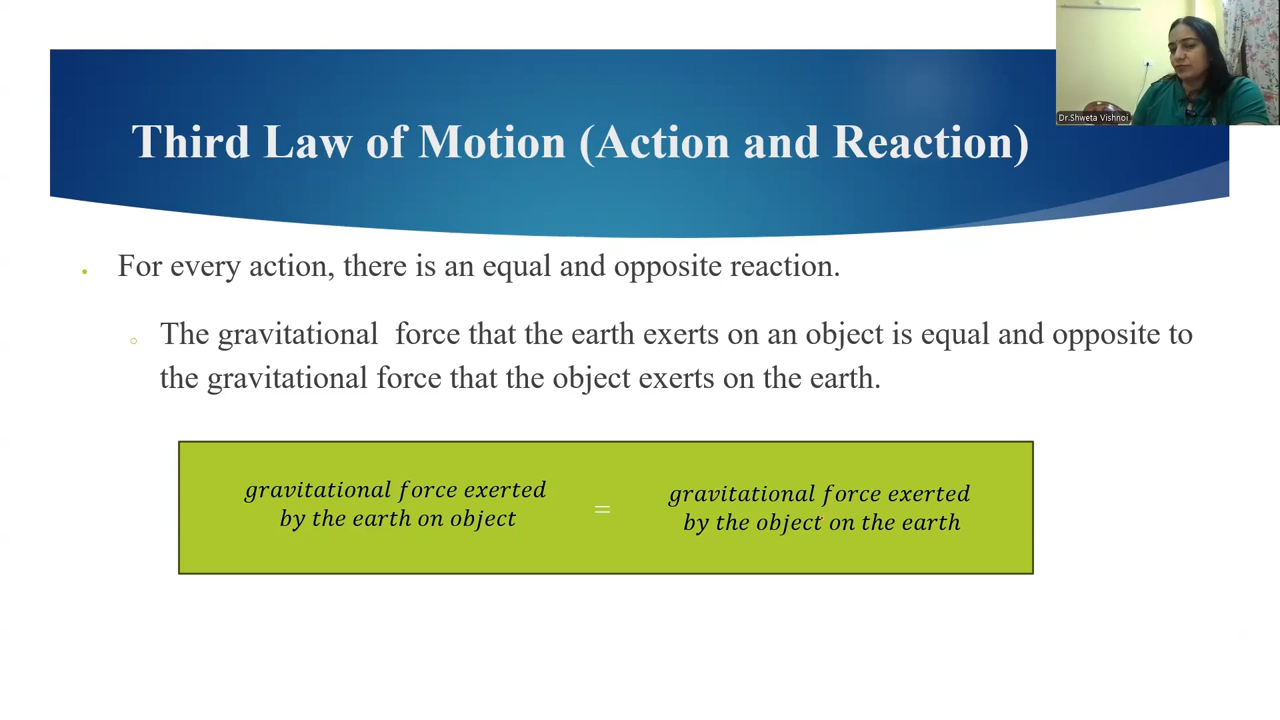 Dr.Shweta Vishnoi
Third Law of Motion (Action and Reaction)
For every action, there is an equal and opposite reaction.
The gravitational force that the earth exerts on an object is equal and opposite to
the gravitational force that the object exerts on the earth.
gravitational force exerted
by the earth on object
=
gravitational force exerted
by the object on the earth